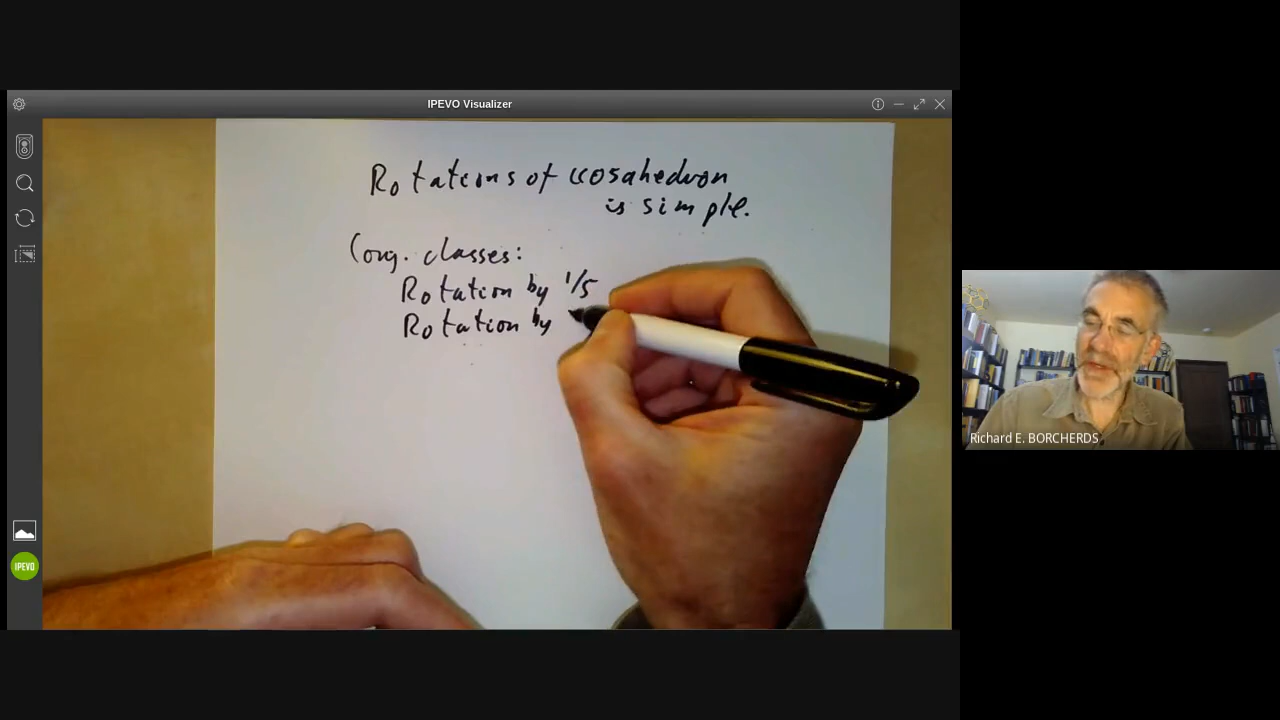 IPEVO Visualizer
Rotations of icosahedron
is simple.
Conj. classes:
Rotation by 1/5
Rotation by
IPEVO
Richard E. BORCHERDS